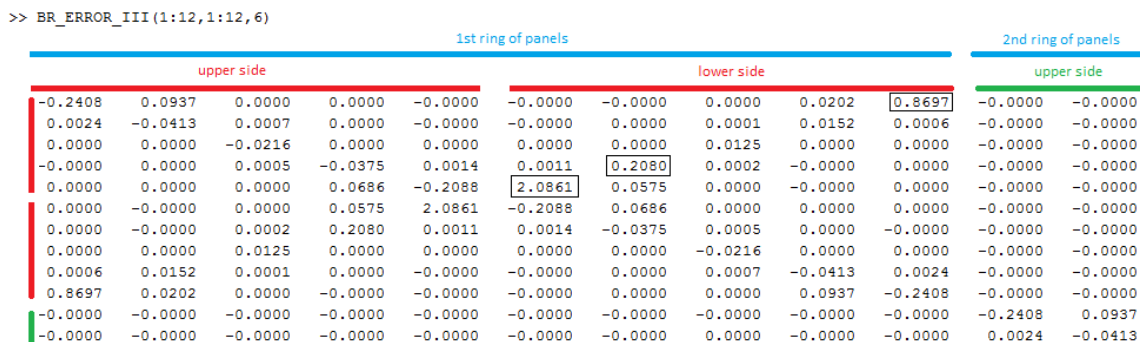 >> BR_ERROR_III(1:12,1:12,6)
1st ring of panels 2nd ring of panels
upper side lower side upper side
-0.2408 0.0937 0.0000 0.0000 -0.0000 -0.0000 -0.0000 0.0000 0.0202 0.8697 -0.0000 -0.0000
0.0024 -0.0413 0.0007 0.0000 -0.0000 -0.0000 0.0000 0.0001 0.0152 0.0006 -0.0000 -0.0000
0.0000 0.0000 -0.0216 0.0000 0.0000 0.0000 0.0000 0.0125 0.0000 0.0000 -0.0000 -0.0000
-0.0000 0.0000 0.0005 -0.0375 0.0014 0.0011 0.2080 0.0002 -0.0000 0.0000 -0.0000 -0.0000
0.0000 0.0000 0.0000 0.0686 -0.2088 2.0861 0.0575 0.0000 -0.0000 0.0000 -0.0000 -0.0000
0.0000 -0.0000 0.0000 0.0575 2.0861 -0.2088 0.0686 0.0000 0.0000 0.0000 -0.0000 -0.0000
0.0000 -0.0000 0.0002 0.2080 0.0011 0.0014 -0.0375 0.0005 0.0000 -0.0000 -0.0000 -0.0000
0.0000 0.0000 0.0125 0.0000 0.0000 0.0000 0.0000 -0.0216 0.0000 0.0000 -0.0000 -0.0000
0.0006 0.0152 0.0001 0.0000 -0.0000 -0.0000 0.0000 0.0007 -0.0413 0.0024 -0.0000 -0.0000
0.8697 0.0202 0.0000 -0.0000 -0.0000 -0.0000 0.0000 0.0000 0.0937 -0.2408 -0.0000 -0.0000
-0.0000 -0.0000 -0.0000 -0.0000 -0.0000 -0.0000 -0.0000 -0.0000 -0.0000 -0.0000 -0.2408 0.0937
-0.0000 -0.0000 -0.0000 -0.0000 -0.0000 -0.0000 -0.0000 0.0000 -0.0000 -0.0000 0.0024 -0.0413